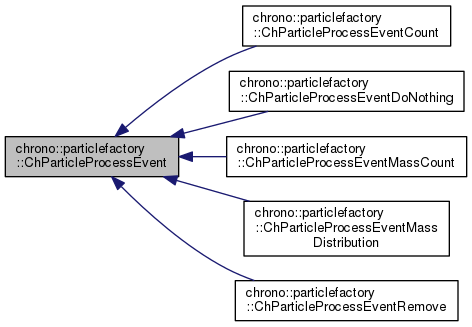 chrono::particlefactory
::ChParticleProcessEventCount
chrono::particlefactory
::ChParticleProcessEventDoNothing
chrono::particlefactory
::ChParticleProcessEvent
chrono::particlefactory
::ChParticleProcessEventMassCount
chrono::particlefactory
::ChParticleProcessEventMass
Distribution
chrono::particlefactory
::ChParticleProcessEventRemove